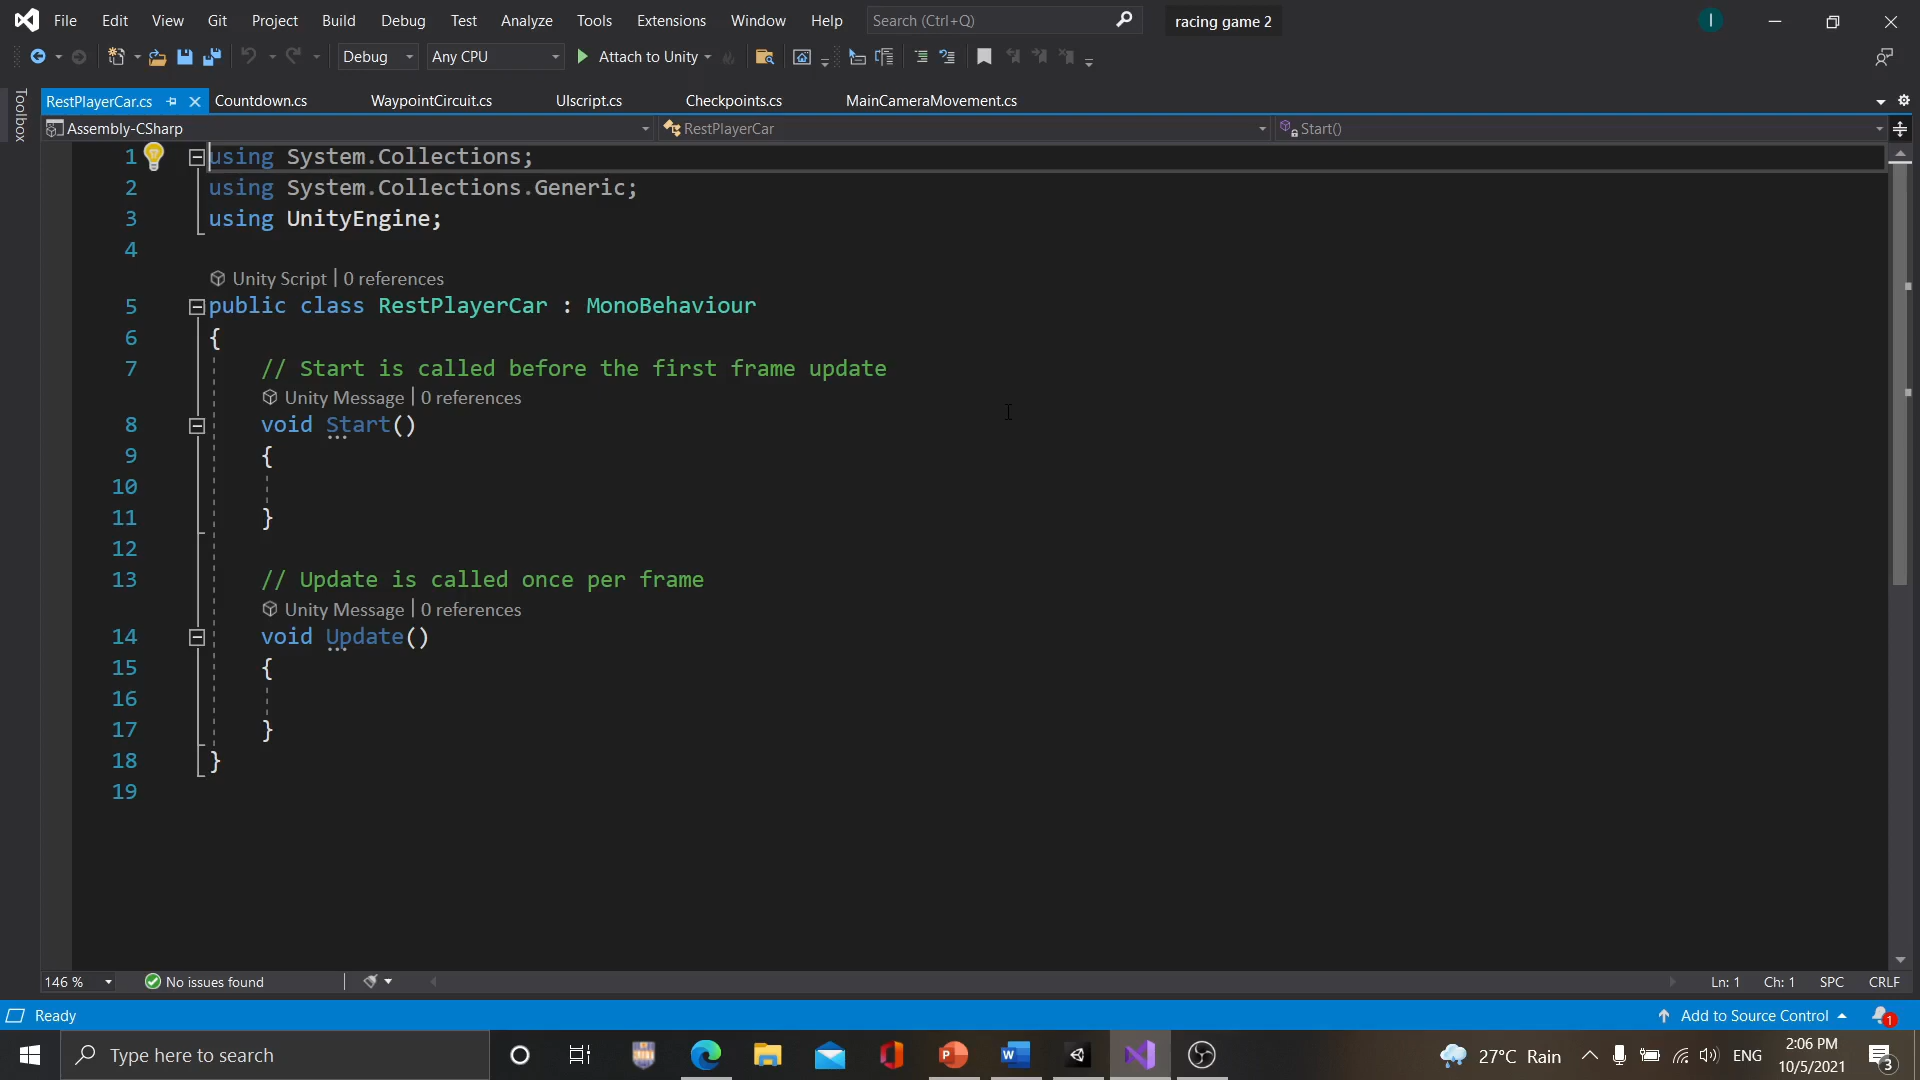 File Edit View Git Project Build Debug Test Analyze Tools Extensions Window Help Search (Ctrl+Q) racing game 2 I
Debug Any CPU Attach to Unity
RestPlayerCar.cs Countdown.cs WaypointCircuit.cs UIscript.cs Checkpoints.cs MainCameraMovement.cs
Toolbox
Assembly-CSharp RestPlayerCar Start()
1 using System.Collections;
2 using System.Collections.Generic;
3 using UnityEngine;
4
Unity Script | 0 references
5 public class RestPlayerCar : MonoBehaviour
6 {
7 // Start is called before the first frame update
Unity Message | 0 references
8 void Start()
9 {
10
11 }
12
13 // Update is called once per frame
Unity Message | 0 references
14 void Update()
15 {
16
17 }
18 }
19
146 % No issues found Ln: 1 Ch: 1 SPC CRLF
Ready Add to Source Control 1
Type here to search 27°C Rain ENG 2:06 PM 3
10/5/2021